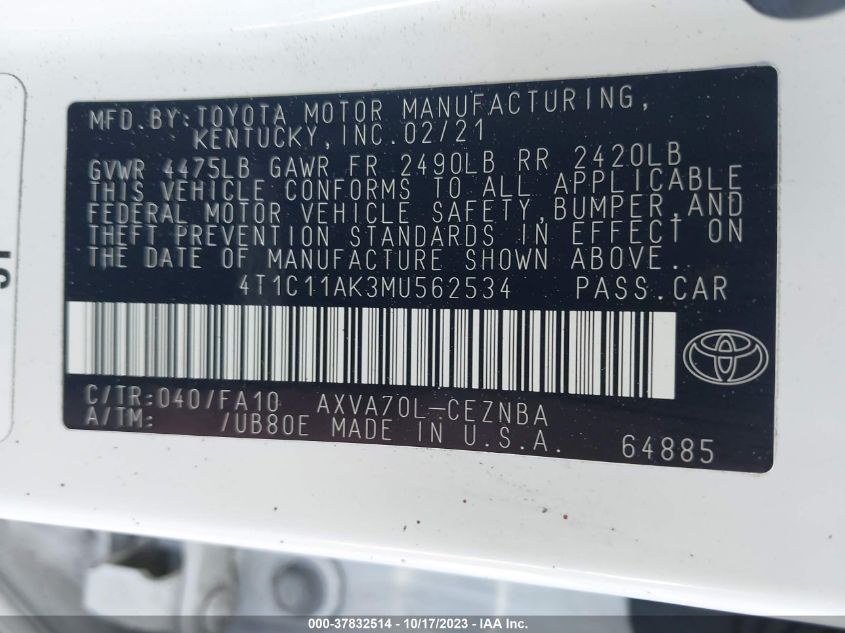 MFD.BY:TOYOTA MOTOR MANUFACTURING,
KENTUCKY,INC.02/21
GVWR 4475LB GAWR FR 2490LB RR 2420LB
THIS VEHICLE CONFORMS TO ALL APPLICABLE
FEDERAL MOTOR VEHICLE SAFETY,BUMPER,AND
THEFT PREVENTION STANDARDS IN EFFECT ON
THE DATE OF MANUFACTURE SHOWN ABOVE.
4T1C11AK3MU562534 PASS.CAR
C/TR:040/FA10 AXVA70L-CEZNBA
A/TM: /UB80E MADE IN U.S.A.
64885
000-37832514 - 10/17/2023 - IAA Inc.